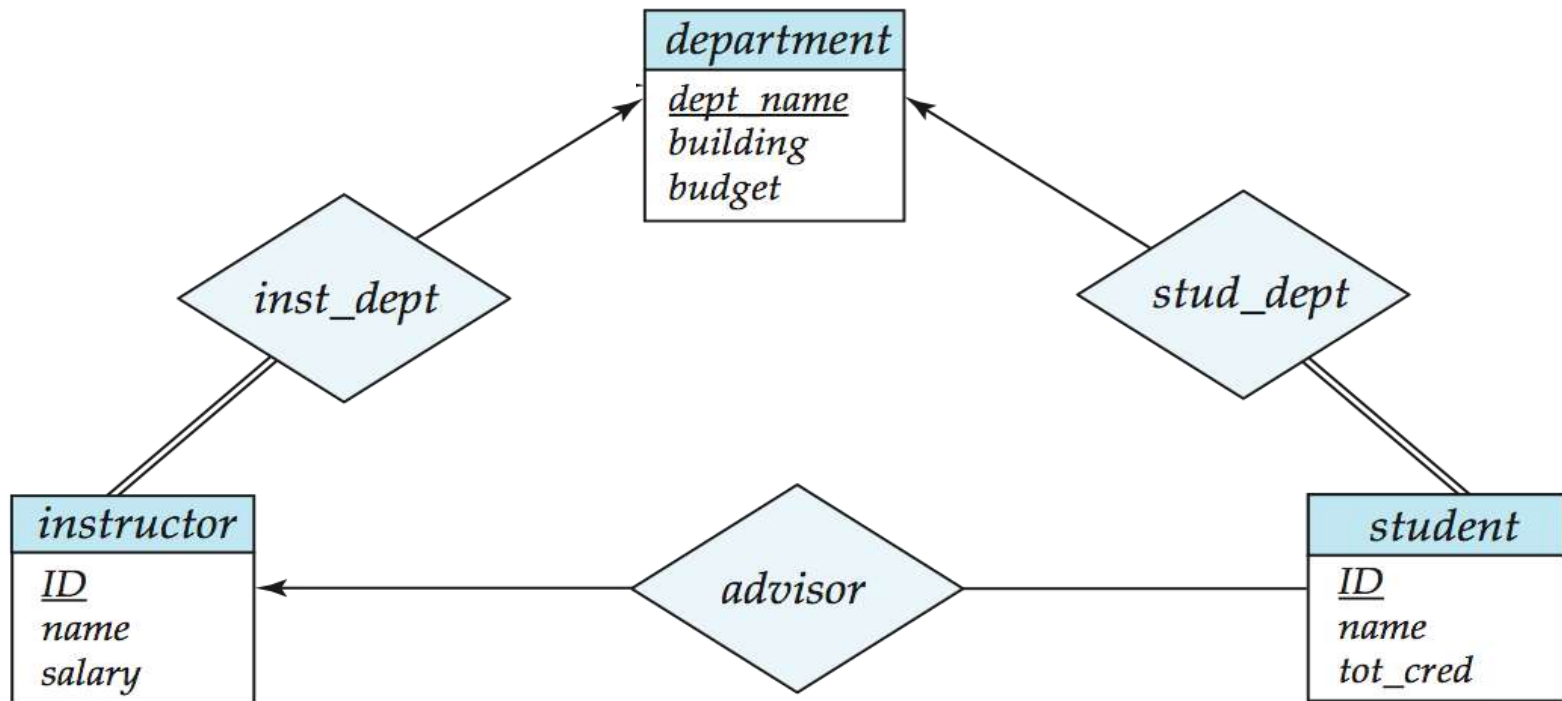 department
dept_name
building
budget
inst_dept
stud_dept
instructor
ID
name
salary
advisor
student
ID
name
tot_cred